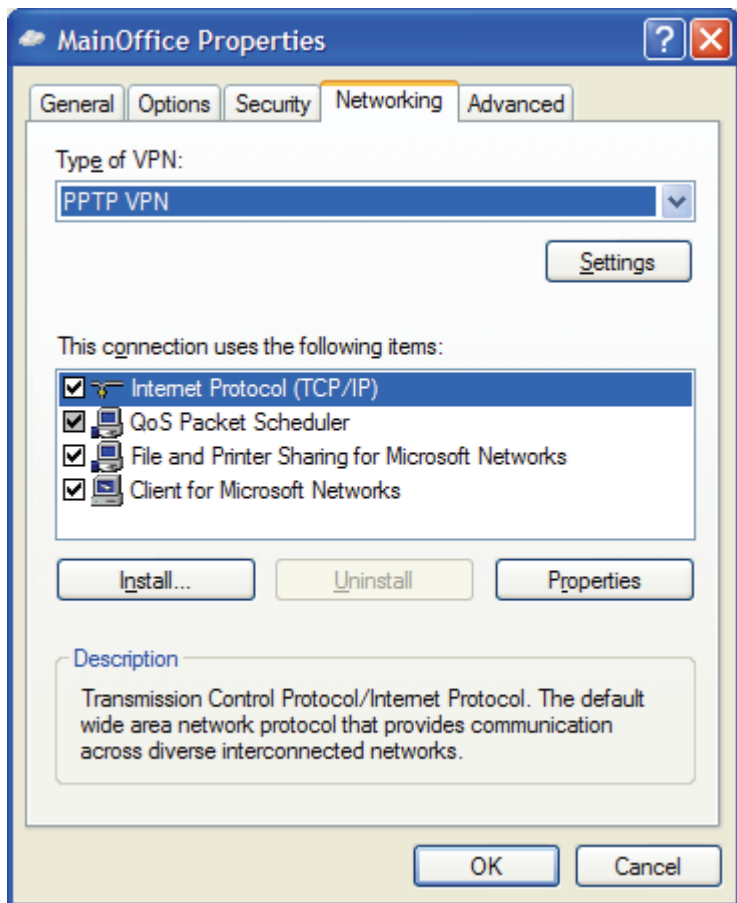 MainOffice Properties
?
General Options Security Networking Advanced
Type of VPN:
PPTP VPN
Settings
This connection uses the following items:
Internet Protocol (TCP/IP)
QoS Packet Scheduler
File and Printer Sharing for Microsoft Networks
Client for Microsoft Networks
Install... Uninstall Properties
Description
Transmission Control Protocol/Internet Protocol. The default
wide area network protocol that provides communication
across diverse interconnected networks.
OK Cancel